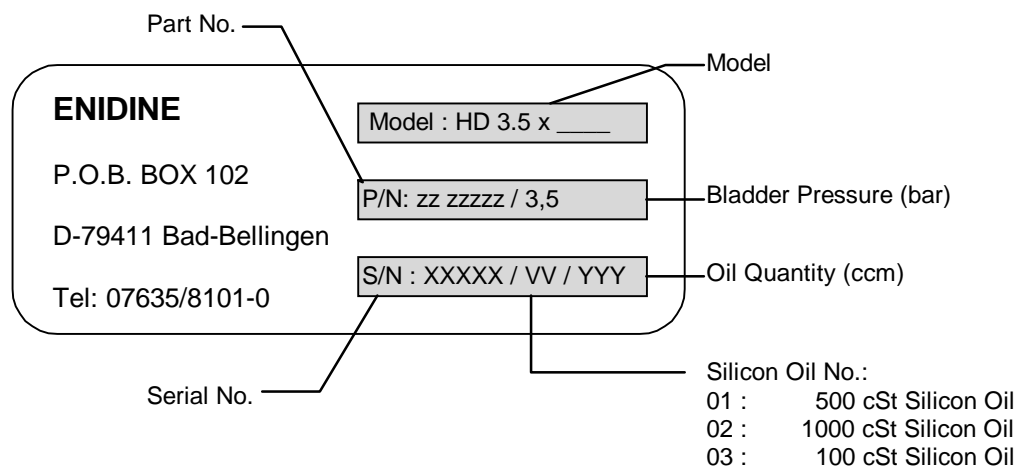 Part No.
Model
ENIDINE
Model : HD 3.5 x ____
P.O.B. BOX 102
P/N: zz zzzzz / 3,5
Bladder Pressure (bar)
D-79411 Bad-Bellingen
S/N : XXXXX / VV / YYY
Oil Quantity (ccm)
Tel: 07635/8101-0
Serial No.
Silicon Oil No.:
01 : 500 cSt Silicon Oil
02 : 1000 cSt Silicon Oil
03 : 100 cSt Silicon Oil